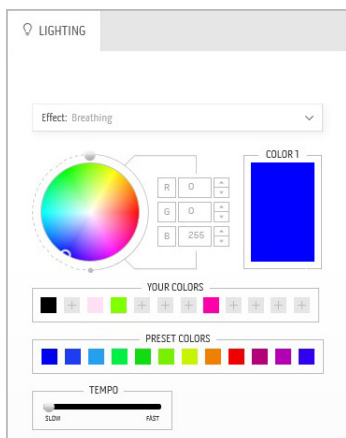 LIGHTING
Effect: Breathing
COLOR 1
R 0
G 0
B 255
YOUR COLORS
PRESET COLORS
TEMPO
SLOW FAST